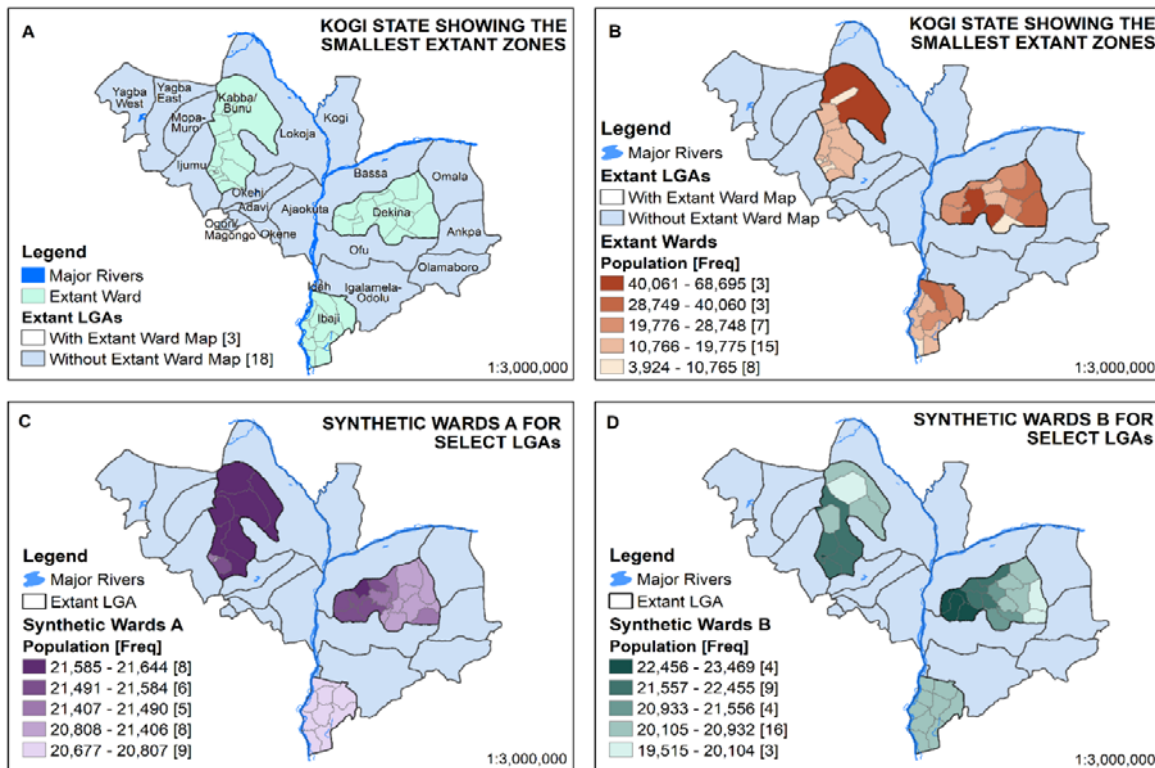 A
KOGI STATE SHOWING THE
SMALLEST EXTANT ZONES
Yagba
West
Yagba
East
Kabba/
Bunu
Mopa-
Muro
Lokoja
Kogi
Ijumu
Bassa
Omala
Okehi
Adavi
Ajaokuta
Dekina
Ogori/
Magongo
Okene
Ankpa
Ofu
Olamaboro
Idah
Igalamela-
Odolu
Ibaji
Legend
Major Rivers
Extant Ward
Extant LGAs
With Extant Ward Map [3]
Without Extant Ward Map [18]
1:3,000,000
B
KOGI STATE SHOWING THE
SMALLEST EXTANT ZONES
Legend
Major Rivers
Extant LGAs
With Extant Ward Map
Without Extant Ward Map
Extant Wards
Population [Freq]
40,061 - 68,695 [3]
28,749 - 40,060 [3]
19,776 - 28,748 [7]
10,766 - 19,775 [15]
3,924 - 10,765 [8]
1:3,000,000
C
SYNTHETIC WARDS A FOR
SELECT LGAs
Legend
Major Rivers
Extant LGA
Synthetic Wards A
Population [Freq]
21,585 - 21,644 [8]
21,491 - 21,584 [6]
21,407 - 21,490 [5]
20,808 - 21,406 [8]
20,677 - 20,807 [9]
1:3,000,000
D
SYNTHETIC WARDS B FOR
SELECT LGAs
Legend
Major Rivers
Extant LGA
Synthetic Wards B
Population [Freq]
22,456 - 23,469 [4]
21,557 - 22,455 [9]
20,933 - 21,556 [4]
20,105 - 20,932 [16]
19,515 - 20,104 [3]
1:3,000,000